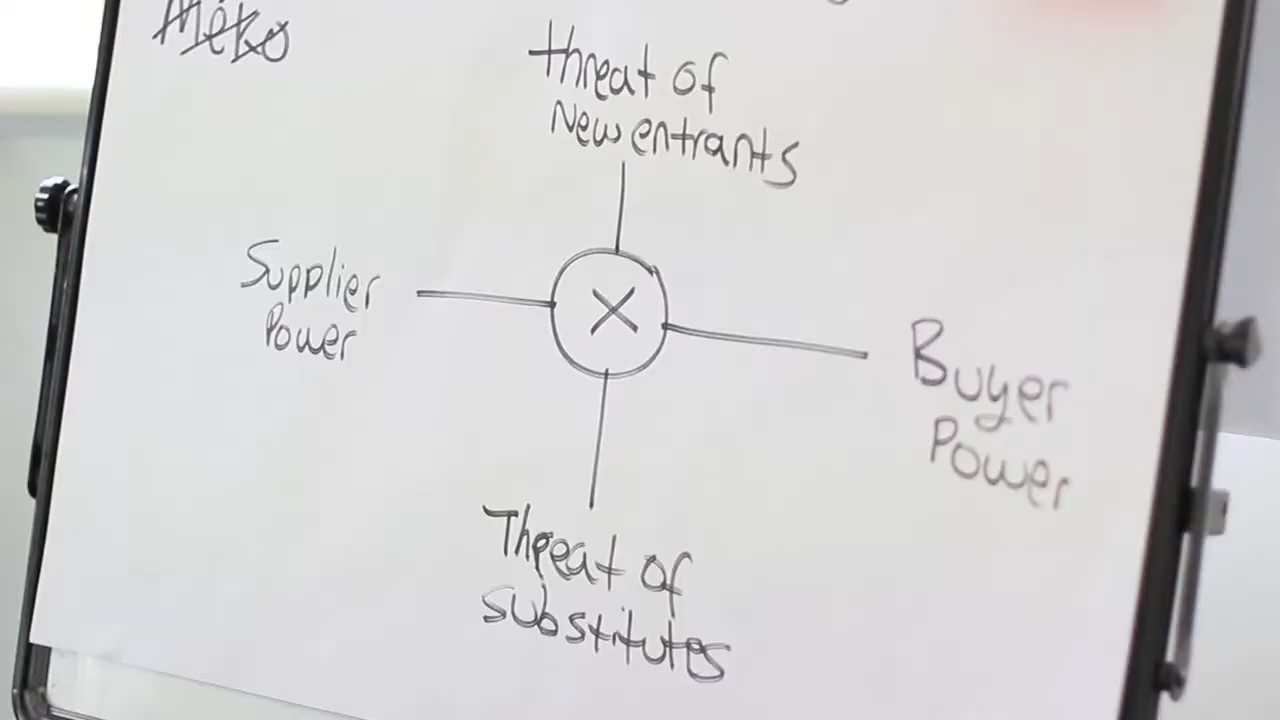 threat of
New entrants
Supplier
Power
X
Buyer
Power
Threat of
substitutes